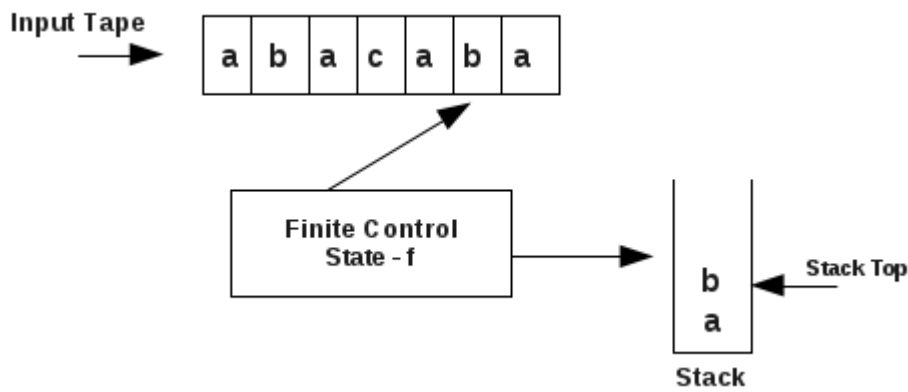 Input Tape
a b a c a b a
Finite Control
State - f
Stack Top
b
a
Stack